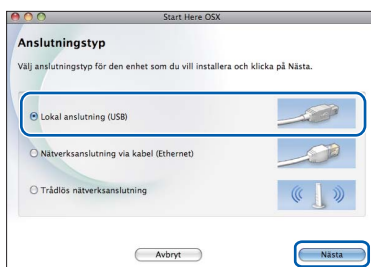 Start Here OSX
Anslutningstyp
Välj anslutningstyp för den enhet som du vill installera och klicka på Nästa.
Lokal anslutning (USB)
Nätverksanslutning via kabel (Ethernet)
Trådlös nätverksanslutning
Avbryt
Nästa